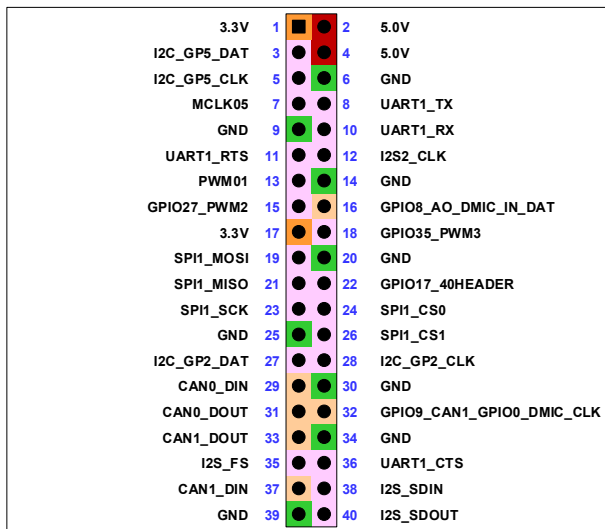 3.3V 1 2 5.0V
I2C_GP5_DAT 3 4 5.0V
I2C_GP5_CLK 5 6 GND
MCLK05 7 8 UART1_TX
GND 9 10 UART1_RX
UART1_RTS 11 12 I2S2_CLK
PWM01 13 14 GND
GPIO27_PWM2 15 16 GPIO8_AO_DMIC_IN_DAT
3.3V 17 18 GPIO35_PWM3
SPI1_MOSI 19 20 GND
SPI1_MISO 21 22 GPIO17_40HEADER
SPI1_SCK 23 24 SPI1_CS0
GND 25 26 SPI1_CS1
I2C_GP2_DAT 27 28 I2C_GP2_CLK
CAN0_DIN 29 30 GND
CAN0_DOUT 31 32 GPIO9_CAN1_GPIO0_DMIC_CLK
CAN1_DOUT 33 34 GND
I2S_FS 35 36 UART1_CTS
CAN1_DIN 37 38 I2S_SDIN
GND 39 40 I2S_SDOUT